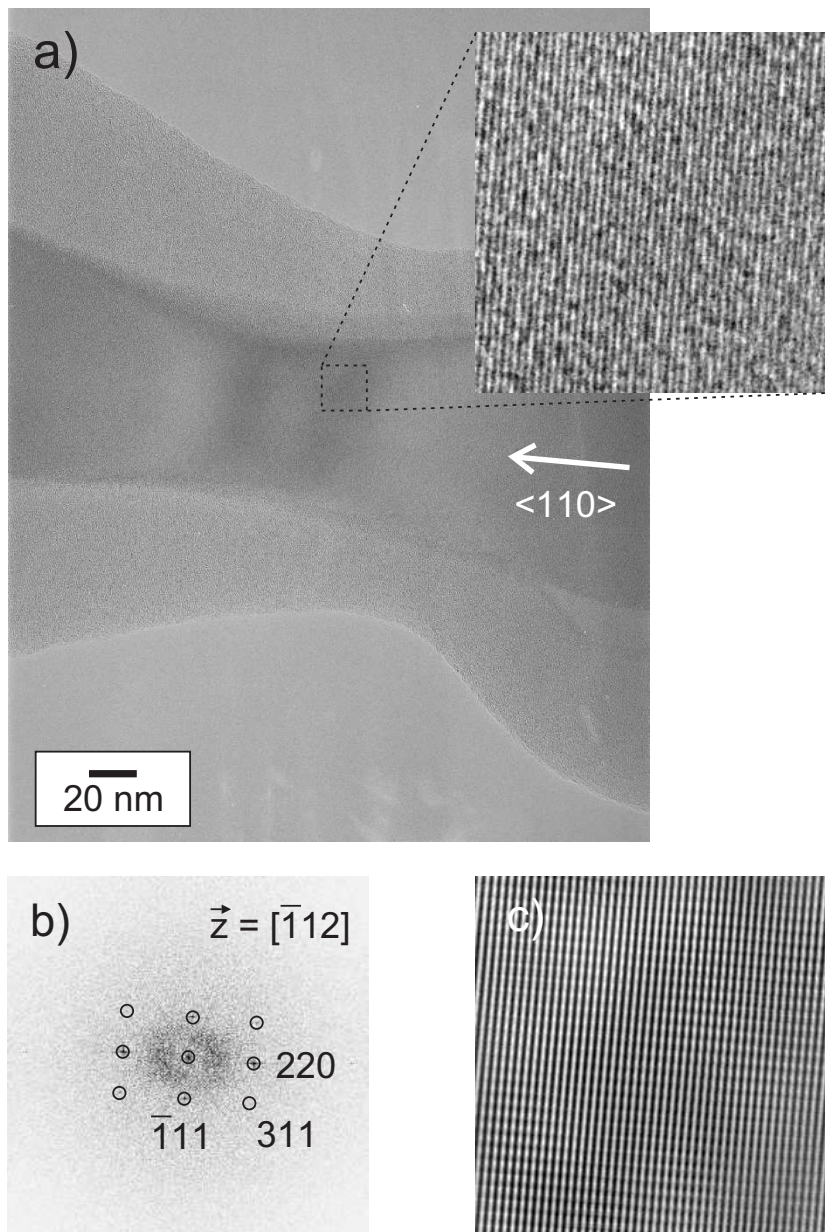 a)
<110>
20 nm
b)
z⃗ = [1̅12]
220
1̅11
311
c)